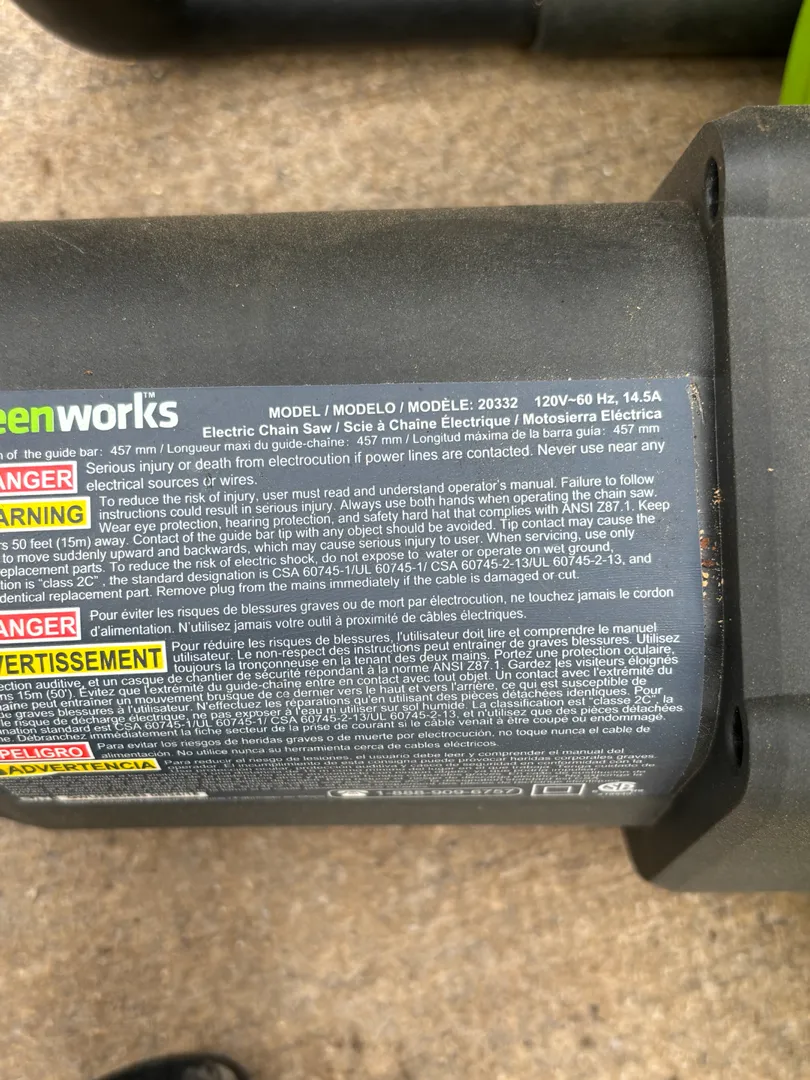 eenworks™
MODEL / MODELO / MODÈLE: 20332 120V~60 Hz, 14.5A
Electric Chain Saw / Scie à Chaîne Électrique / Motosierra Eléctrica
of the guide bar: 457 mm / Longueur maxi du guide-chaîne: 457 mm / Longitud máxima de la barra guía: 457 mm
ANGER Serious injury or death from electrocution if power lines are contacted. Never use near any
electrical sources or wires.
ARNING To reduce the risk of injury, user must read and understand operator's manual. Failure to follow
instructions could result in serious injury. Always use both hands when operating the chain saw.
Wear eye protection, hearing protection, and safety hard hat that complies with ANSI Z87.1. Keep
rs 50 feet (15m) away. Contact of the guide bar tip with any object should be avoided. Tip contact may cause the
to move suddenly upward and backwards, which may cause serious injury to user. When servicing, use only
eplacement parts. To reduce the risk of electric shock, do not expose to water or operate on wet ground,
tion is "class 2C" , the standard designation is CSA 60745-1/UL 60745-1/ CSA 60745-2-13/UL 60745-2-13, and
dentical replacement part. Remove plug from the mains immediately if the cable is damaged or cut.
ANGER Pour éviter les risques de blessures graves ou de mort par électrocution, ne touchez jamais le cordon
d'alimentation. N'utilisez jamais votre outil à proximité de câbles électriques.
VERTISSEMENT Pour réduire les risques de blessures, l'utilisateur doit lire et comprendre le manuel
utilisateur. Le non-respect des instructions peut entraîner de graves blessures. Utilisez
toujours la tronçonneuse en la tenant des deux mains. Portez une protection oculaire,
ection auditive, et un casque de chantier de sécurité répondant à la norme ANSI Z87.1. Gardez les visiteurs éloignés
ns 15m (50'). Évitez que l'extrémité du guide-chaîne entre en contact avec tout objet. Un contact avec l'extrémité du
aîne peut entraîner un mouvement brusque de ce dernier vers le haut et vers l'arrière, ce qui est susceptible de
de graves blessures à l'utilisateur. N'effectuez les réparations qu'en utilisant des pièces détachées identiques. Pour
le risque de décharge électrique, ne pas exposer à l'eau ni utiliser sur sol humide. La classification est "classe 2C", la
nation standard est CSA 60745-1/UL 60745-1/ CSA 60745-2-13/UL 60745-2-13, et n'utilisez que des pièces détachées
e. Débranchez immédiatement la fiche secteur de la prise de courant si le câble venait à être coupé ou endommagé.
PELIGRO Para evitar los riesgos de heridas graves o de muerte por electrocución, no toque nunca el cable de
alimentación. No utilice nunca su herramienta cerca de cables eléctricos.
ADVERTENCIA Para reducir el riesgo de lesiones, el usuario debe leer y comprender el manual del
1-888-909-6757